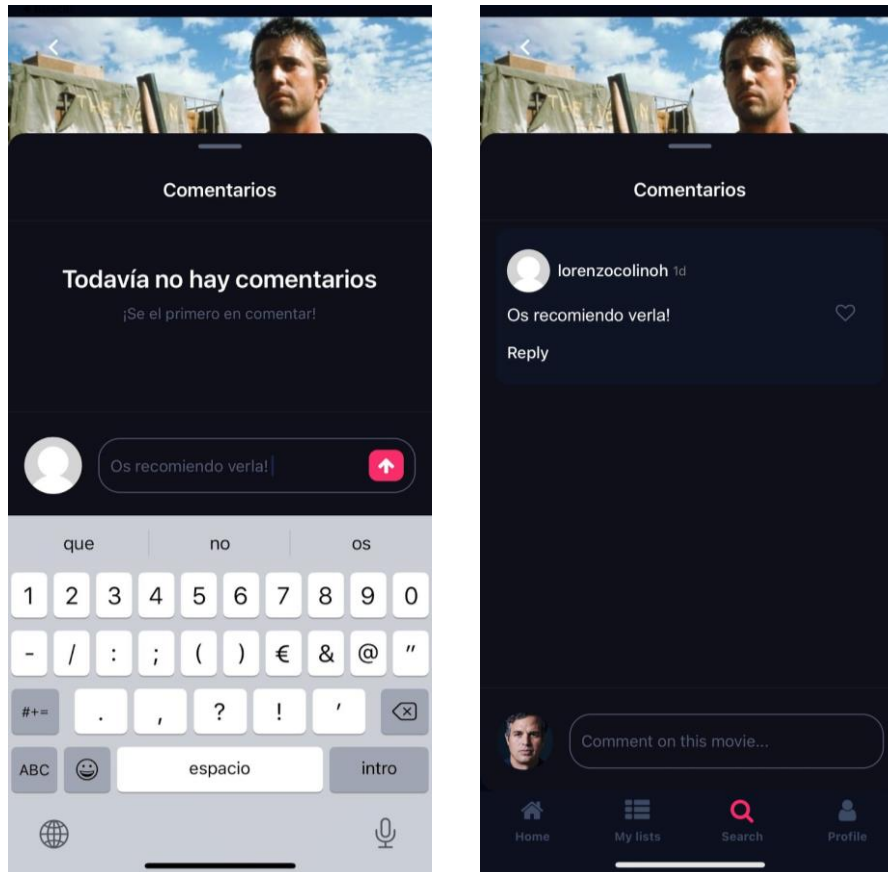 Comentarios
Todavía no hay comentarios
¡Se el primero en comentar!
Os recomiendo verla!
que no os
1 2 3 4 5 6 7 8 9 0
- / : ; ( ) € & @ "
#+= . , ? ! '
ABC espacio intro
Comentarios
lorenzocolinoh 1d
Os recomiendo verla!
Reply
Comment on this movie...
Home My lists Search Profile